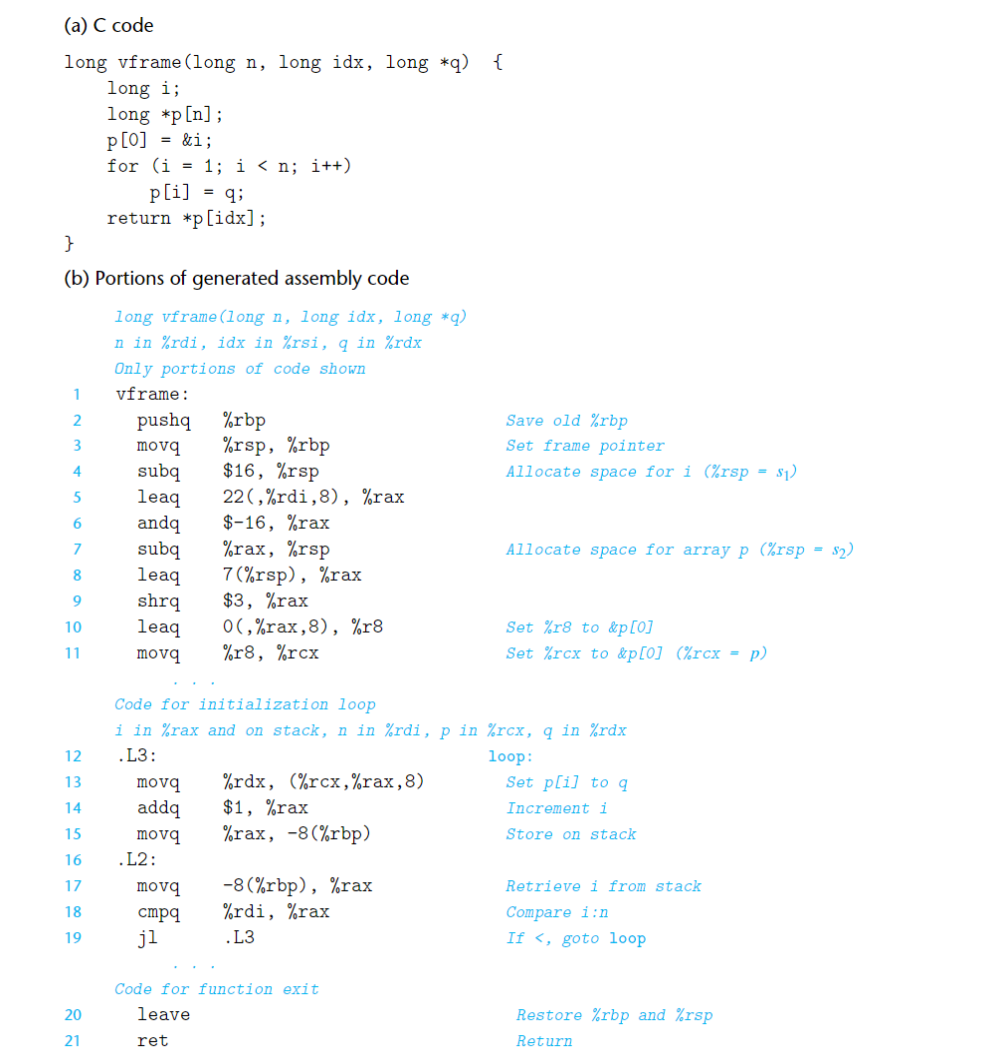 (a) C code
long vframe(long n, long idx, long *q) {
long i;
long *p[n];
p[0] = &i;
for (i = 1; i < n; i++)
p[i] = q;
return *p[idx];
}
(b) Portions of generated assembly code
long vframe(long n, long idx, long *q)
n in %rdi, idx in %rsi, q in %rdx
Only portions of code shown
1 vframe:
2 pushq %rbp Save old %rbp
3 movq %rsp, %rbp Set frame pointer
4 subq $16, %rsp Allocate space for i (%rsp = s₁)
5 leaq 22(,%rdi,8), %rax
6 andq $-16, %rax
7 subq %rax, %rsp Allocate space for array p (%rsp = s₂)
8 leaq 7(%rsp), %rax
9 shrq $3, %rax
10 leaq 0(,%rax,8), %r8 Set %r8 to &p[0]
11 movq %r8, %rcx Set %rcx to &p[0] (%rcx = p)
. . .
Code for initialization loop
i in %rax and on stack, n in %rdi, p in %rcx, q in %rdx
12 .L3: loop:
13 movq %rdx, (%rcx,%rax,8) Set p[i] to q
14 addq $1, %rax Increment i
15 movq %rax, -8(%rbp) Store on stack
16 .L2:
17 movq -8(%rbp), %rax Retrieve i from stack
18 cmpq %rdi, %rax Compare i:n
19 jl .L3 If <, goto loop
. . .
Code for function exit
20 leave Restore %rbp and %rsp
21 ret Return